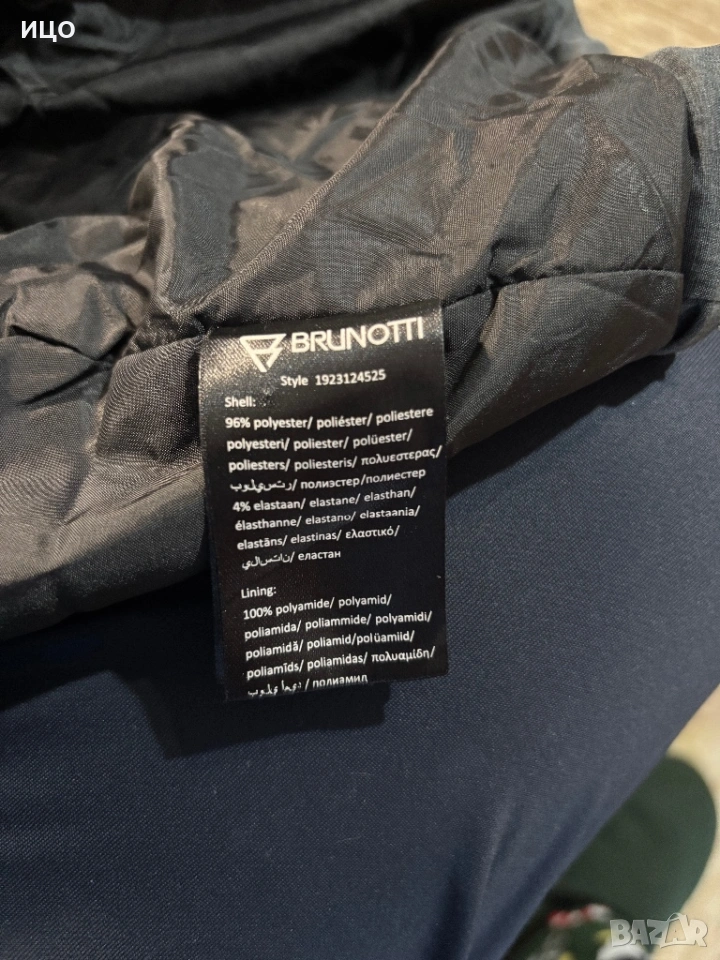 ицо
BRUNOTTI
Style 1923124525
Shell:
96% polyester/ poliéster/ poliestere
polyesteri/ poliester/ polüester/
poliesters/ poliesteris/ πολυεστερας/
بوليستر/ полиэстер/полиестер
4% elastaan/ elastane/ elasthan/
élasthanne/ elastano/ elastaania/
elastāns/ elastinas/ ελαστικό/
еластан
Lining:
100% polyamide/ polyamid/
poliamida/ poliammide/ polyamidi/
poliamidă/ poliamid/polüamiid/
poliamīds/ poliamidas/ πολυαμίδη/
/ полиамид
BAZAR